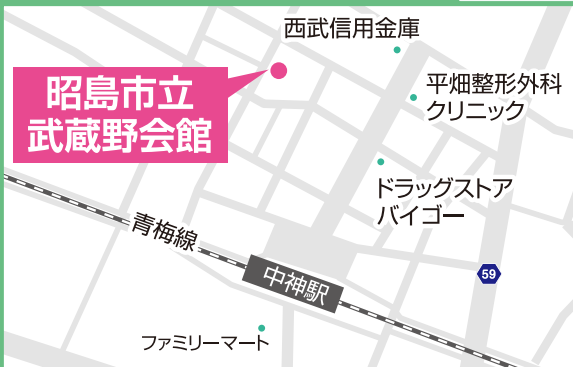 西武信用金庫
昭島市立
武蔵野会館
平畑整形外科
クリニック
ドラッグストア
バイゴー
青梅線
中神駅
59
ファミリーマート